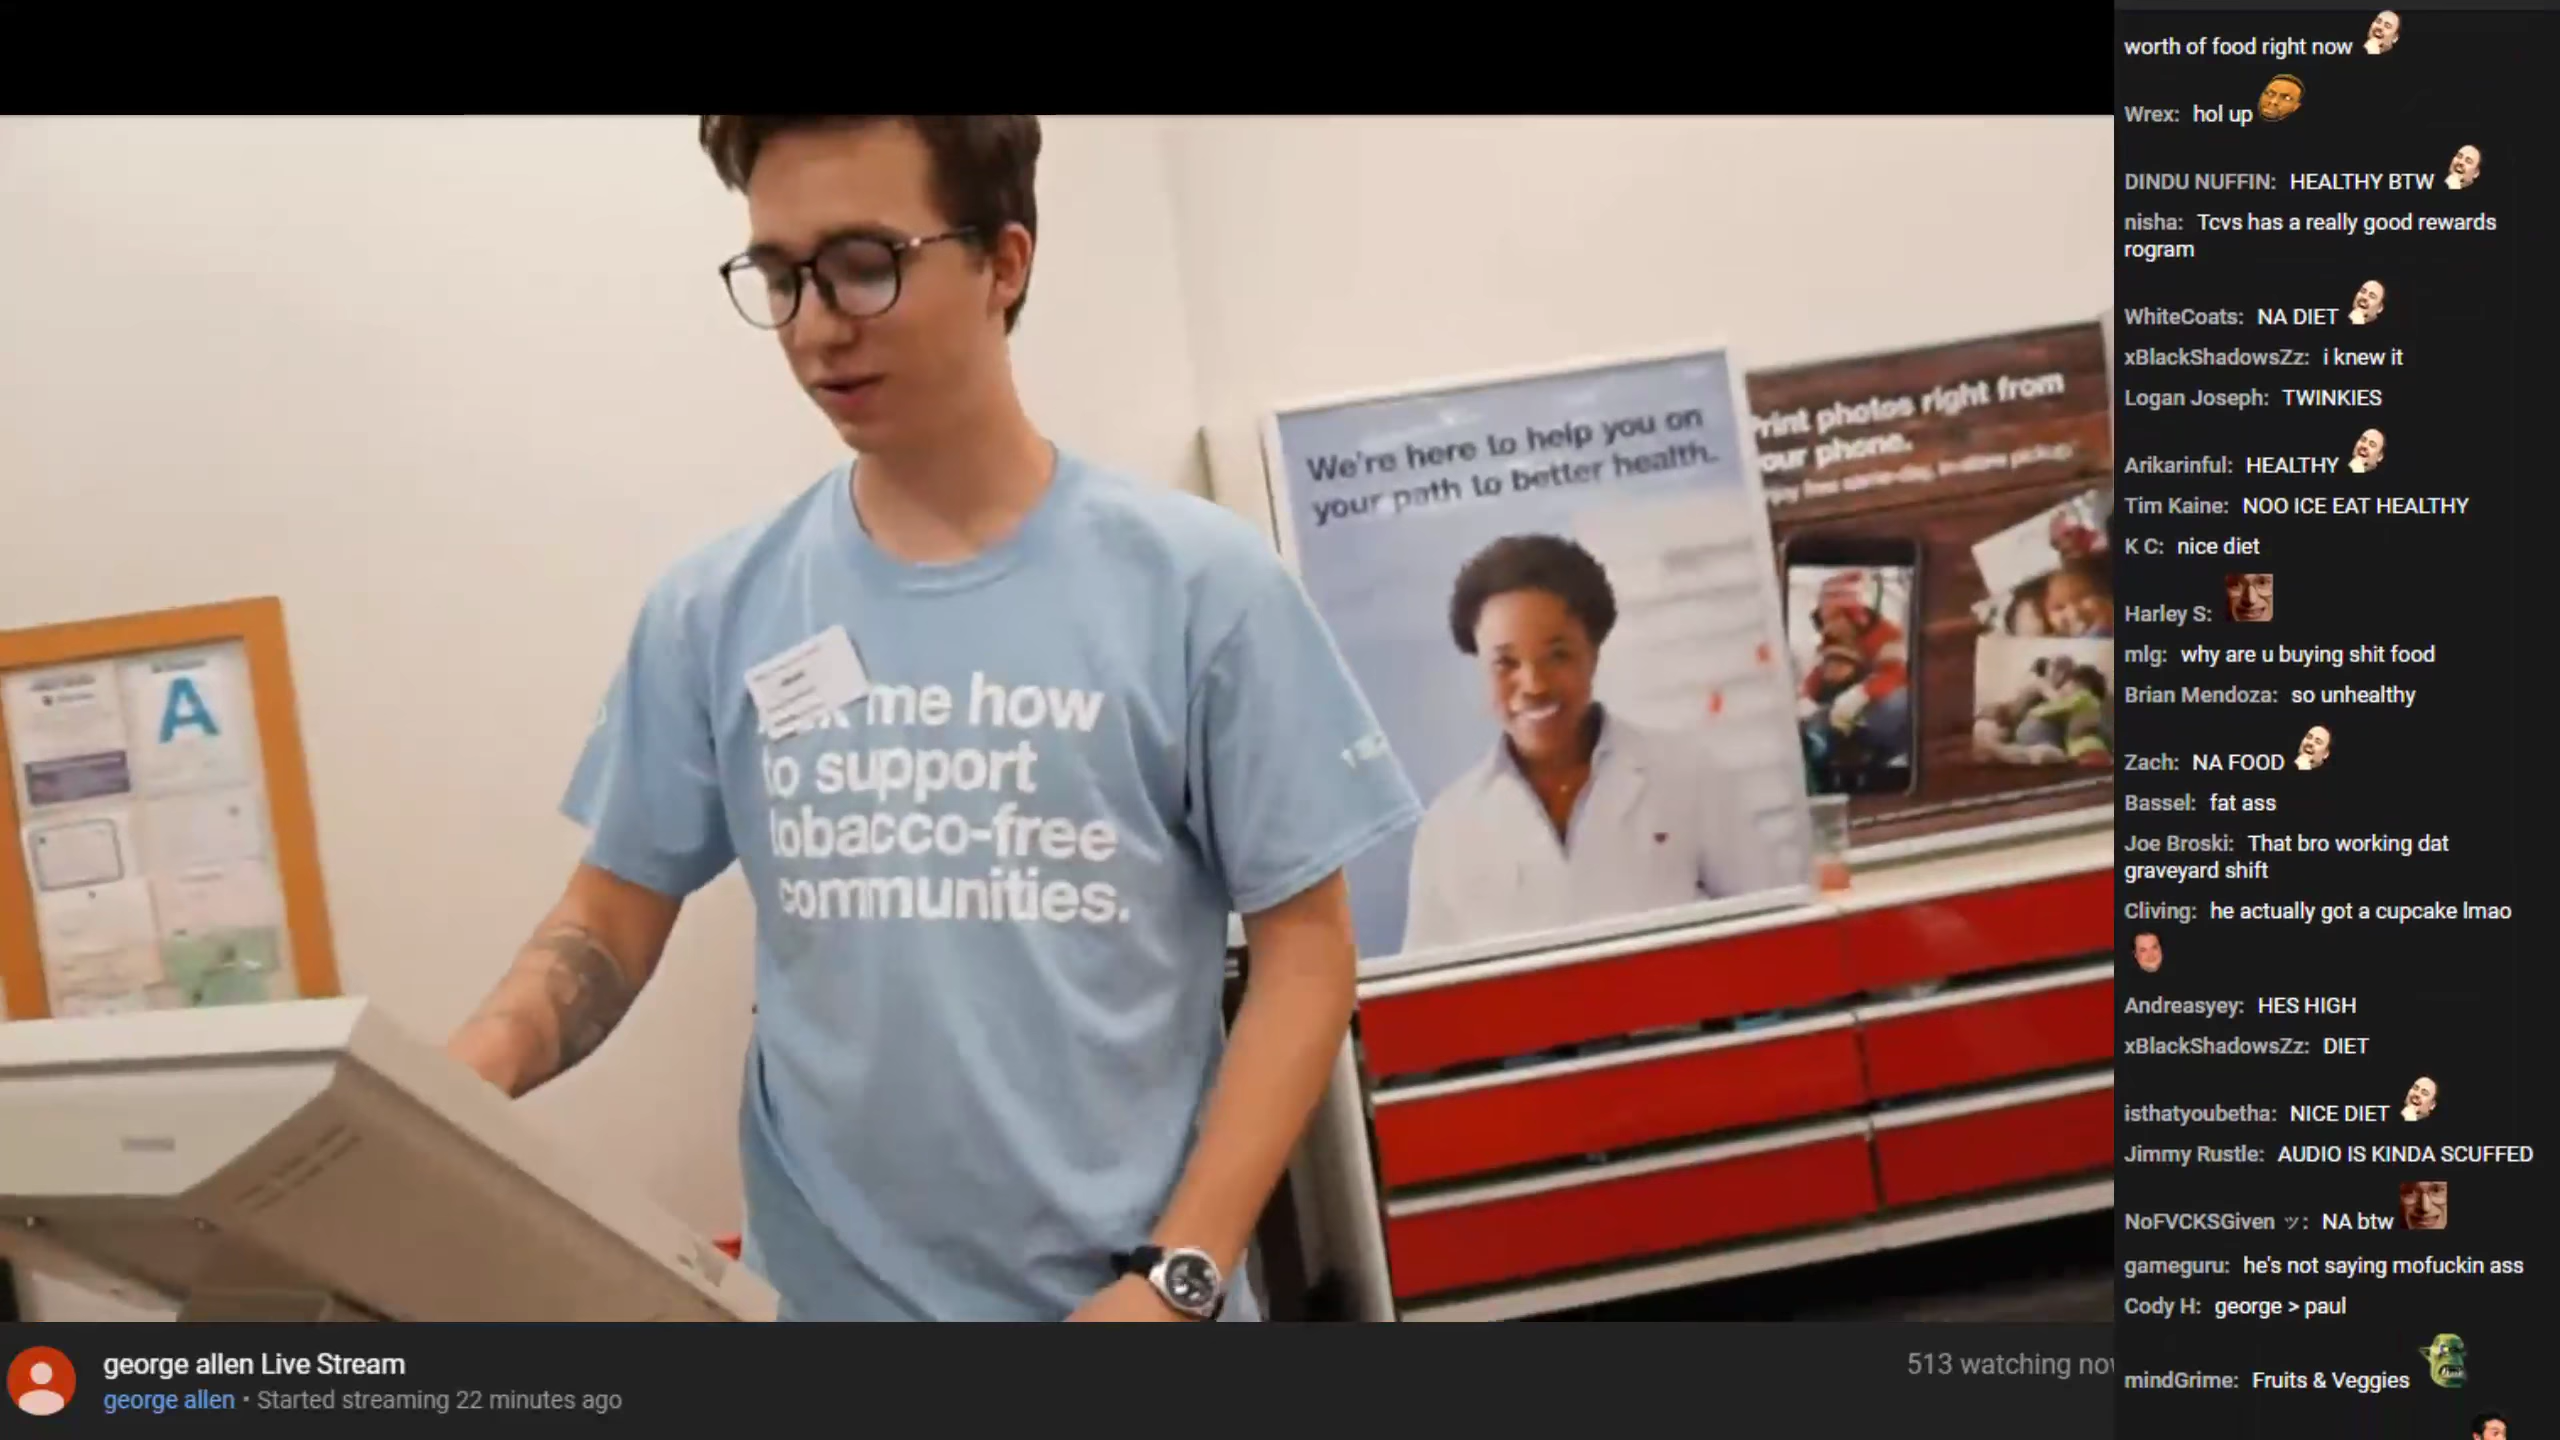 We're here to help you on
your path to better health.
Print photos right from
your phone.
A
me how
to support
tobacco-free
communities.
george allen Live Stream
george allen • Started streaming 22 minutes ago
513 watching now
worth of food right now
Wrex: hol up
DINDU NUFFIN: HEALTHY BTW
nisha: Tcvs has a really good rewards
rogram
WhiteCoats: NA DIET
xBlackShadowsZz: i knew it
Logan Joseph: TWINKIES
Arikarinful: HEALTHY
Tim Kaine: NOO ICE EAT HEALTHY
K C: nice diet
Harley S:
mlg: why are u buying shit food
Brian Mendoza: so unhealthy
Zach: NA FOOD
Bassel: fat ass
Joe Broski: That bro working dat
graveyard shift
Cliving: he actually got a cupcake lmao
Andreasyey: HES HIGH
xBlackShadowsZz: DIET
isthatyoubetha: NICE DIET
Jimmy Rustle: AUDIO IS KINDA SCUFFED
NoFVCKSGiven ツ: NA btw
gameguru: he's not saying mofuckin ass
Cody H: george > paul
mindGrime: Fruits & Veggies